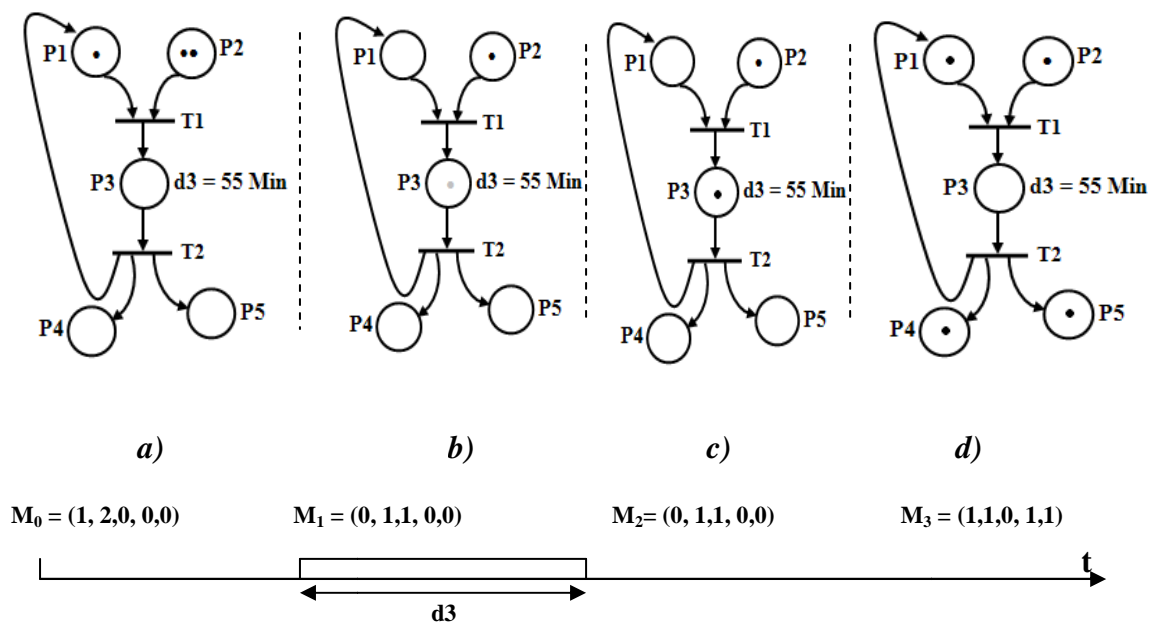 P1 P2
T1
P3 d3 = 55 Min
T2
P4 P5
a)
P1 P2
T1
P3 d3 = 55 Min
T2
P4 P5
b)
P1 P2
T1
P3 d3 = 55 Min
T2
P4 P5
c)
P1 P2
T1
P3 d3 = 55 Min
T2
P4 P5
d)
M₀ = (1, 2,0, 0,0)
M₁ = (0, 1,1, 0,0)
M₂= (0, 1,1, 0,0)
M₃ = (1,1,0, 1,1)
t
d3